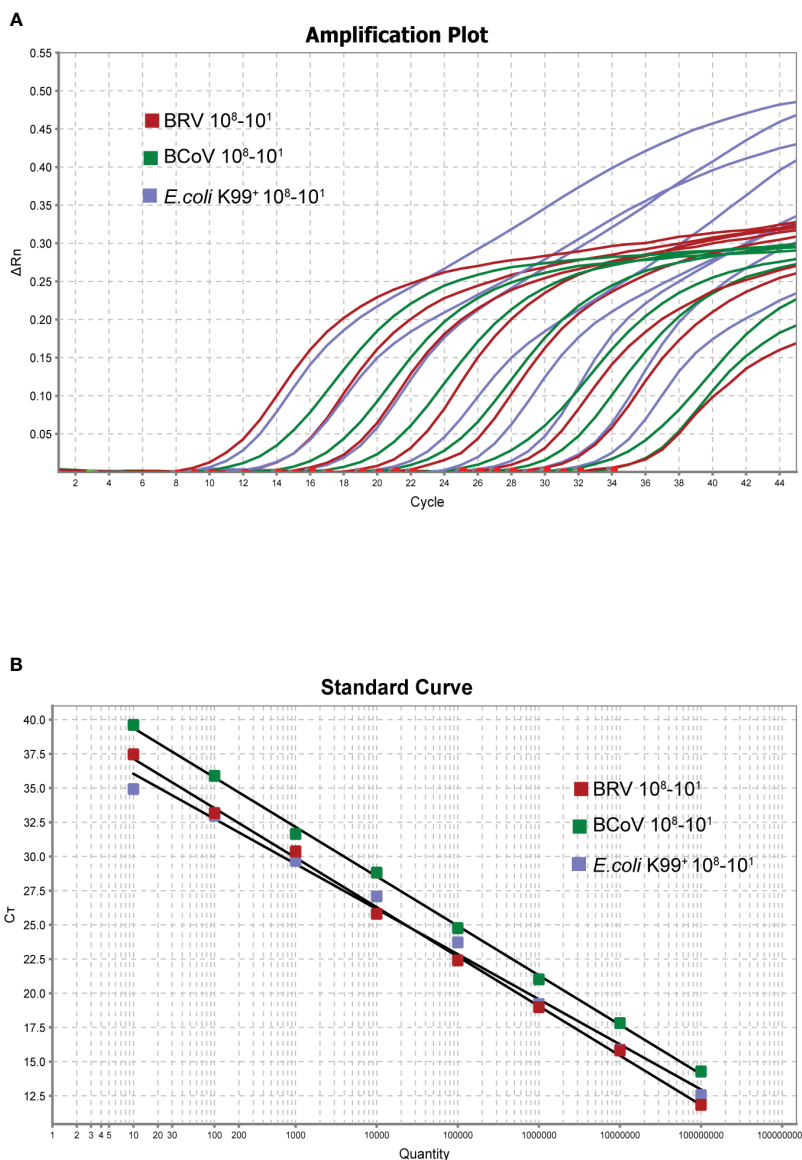 A
Amplification Plot
0.55
0.50
0.45
0.40
0.35
0.30
0.25
0.20
0.15
0.10
0.05
ΔRn
BRV 10⁸-10¹
BCoV 10⁸-10¹
E.coli K99⁺ 10⁸-10¹
2 4 6 8 10 12 14 16 18 20 22 24 26 28 30 32 34 36 38 40 42 44
Cycle
B
Standard Curve
40.0
37.5
35.0
32.5
30.0
27.5
25.0
22.5
20.0
17.5
15.0
12.5
Cт
BRV 10⁸-10¹
BCoV 10⁸-10¹
E.coli K99⁺ 10⁸-10¹
1 2 3 4 5 10 20 30 100 200 1000 10000 100000 1000000 10000000 100000000 1000000000
Quantity